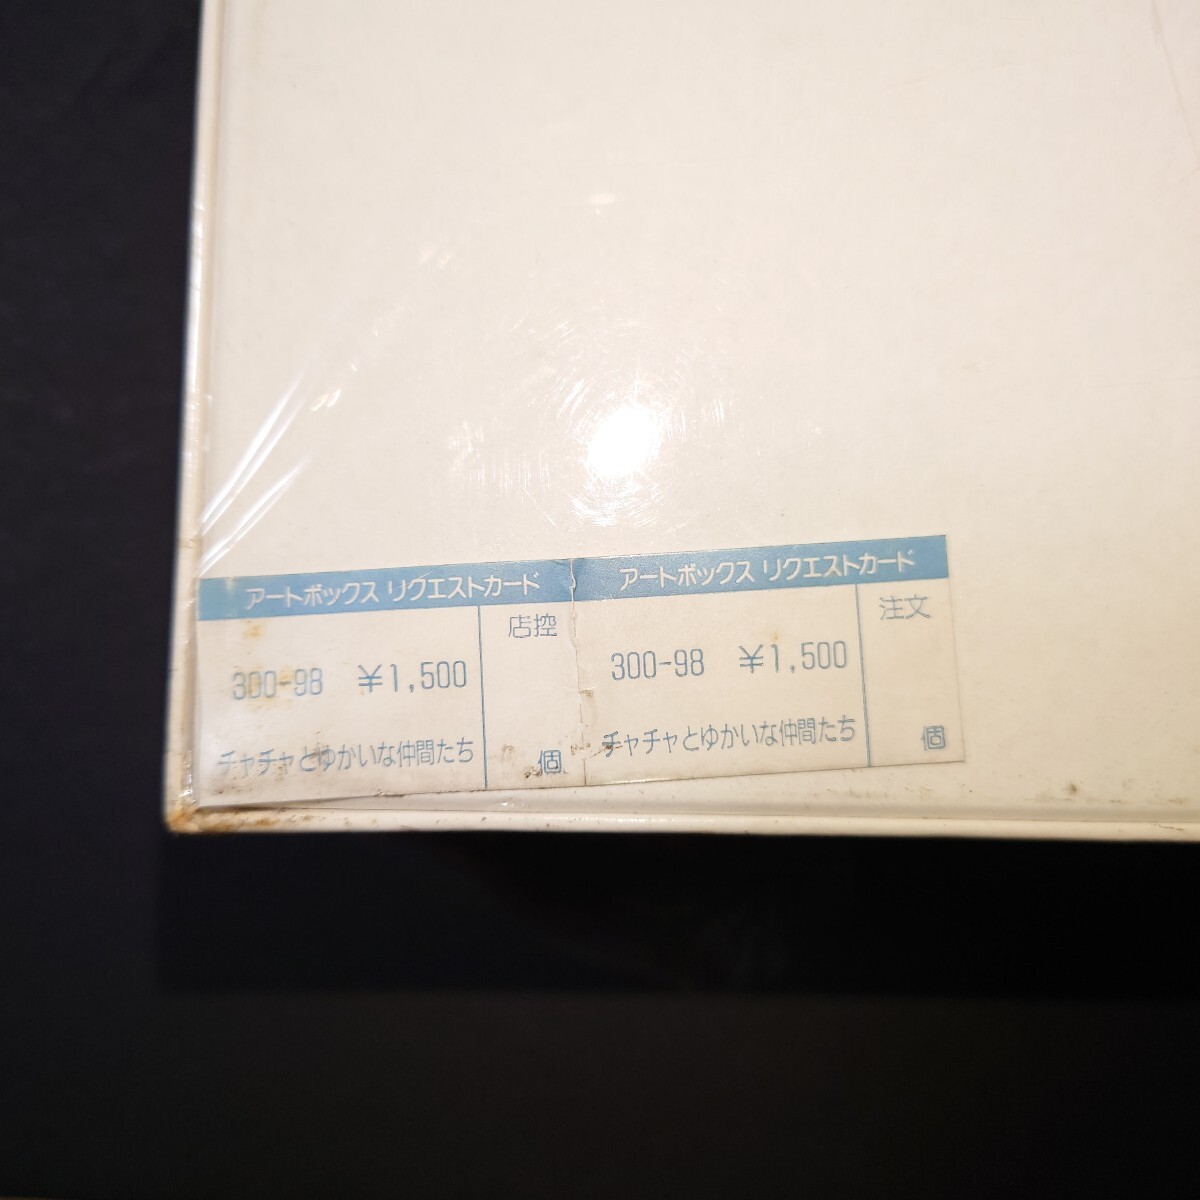 アートボックス リクエストカード
店控
300-98 ¥1,500
チャチャとゆかいな仲間たち
個
アートボックス リクエストカード
注文
300-98 ¥1,500
チャチャとゆかいな仲間たち
個